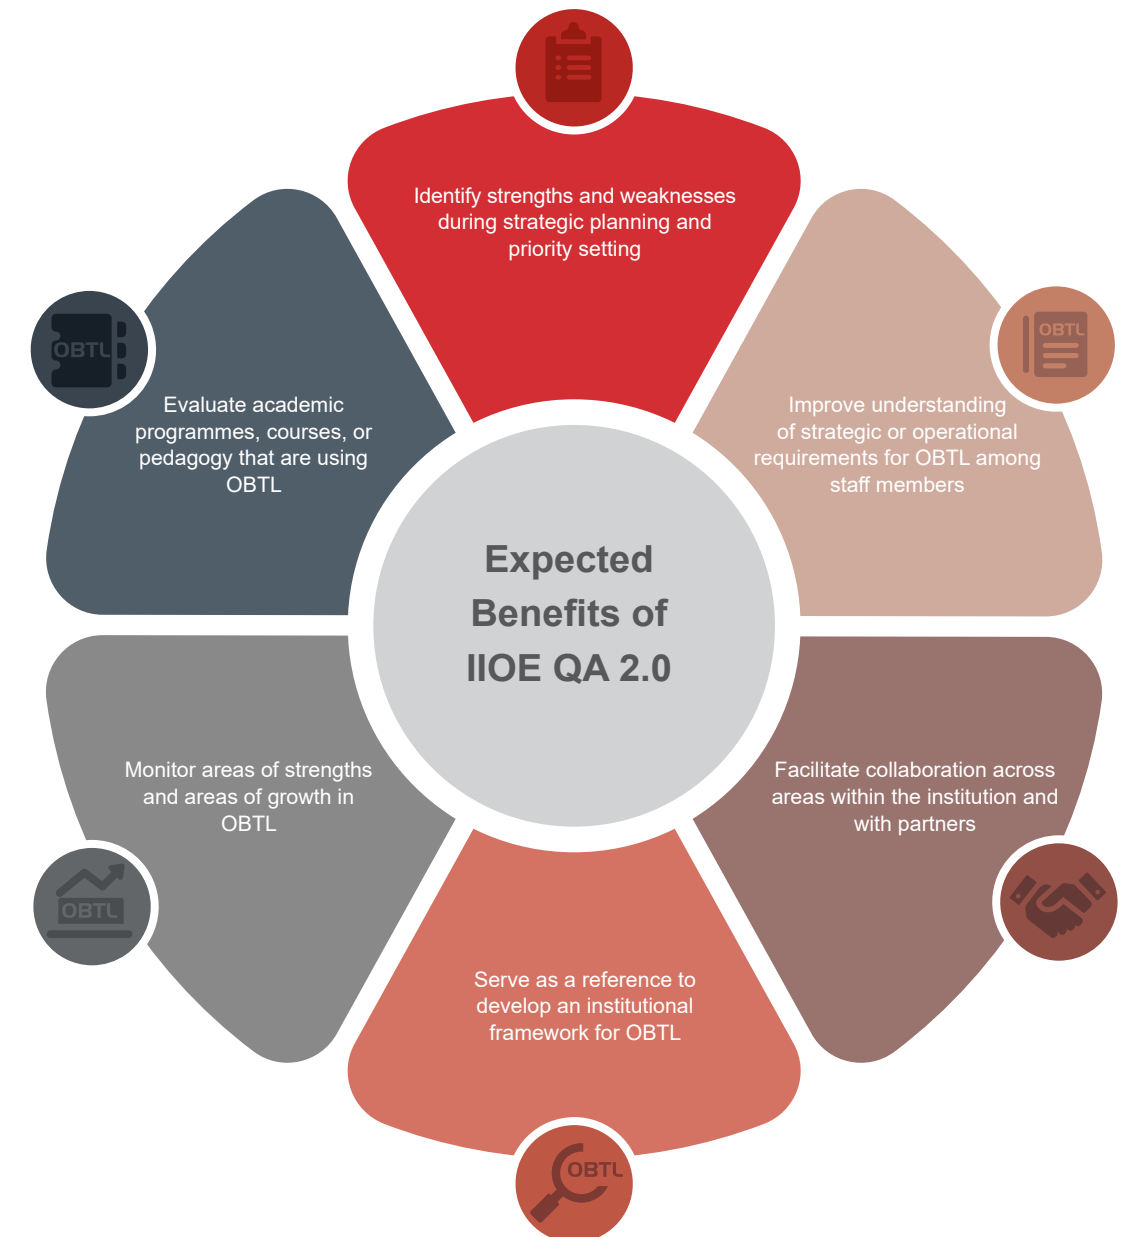 Identify strengths and weaknesses
during strategic planning and
priority setting
OBTL
Improve understanding
of strategic or operational
requirements for OBTL among
staff members
Facilitate collaboration across
areas within the institution and
with partners
Serve as a reference to
develop an institutional
framework for OBTL
OBTL
Monitor areas of strengths
and areas of growth in
OBTL
OBTL
OBTL
Evaluate academic
programmes, courses, or
pedagogy that are using
OBTL
Expected
Benefits of
IIOE QA 2.0